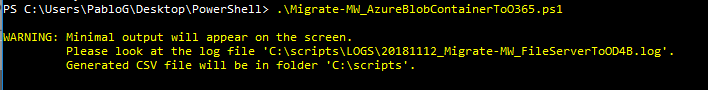 PS C:\Users\PabloG\Desktop\PowerShell> .\Migrate-MW_AzureBlobContainerToO365.ps1
WARNING: Minimal output will appear on the screen.
Please look at the log file 'C:\scripts\LOGS\20181112_Migrate-MW_FileServerToOD4B.log'.
Generated CSV file will be in folder 'C:\scripts'.